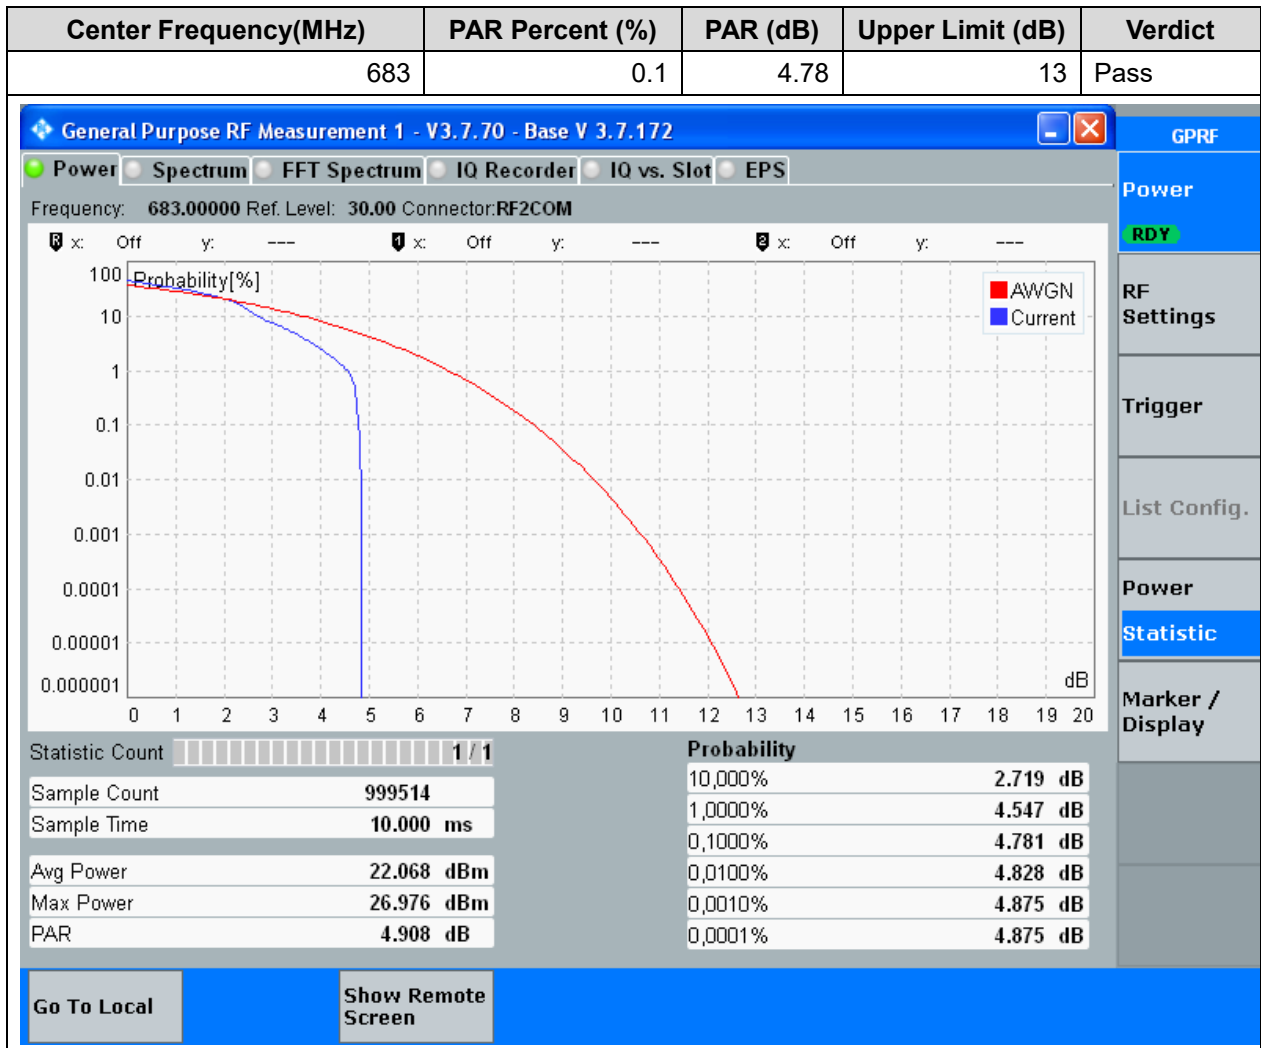 Center Frequency(MHz) PAR Percent (%) PAR (dB) Upper Limit (dB) Verdict
683 0.1 4.78 13 Pass
General Purpose RF Measurement 1 - V3.7.70 - Base V 3.7.172
GPRF
Power Spectrum FFT Spectrum IQ Recorder IQ vs. Slot EPS
Frequency: 683.00000 Ref. Level: 30.00 Connector:RF2COM
R x: Off y: --- 1 x: Off y: --- 2 x: Off y: ---
Probability[%]
AWGN
Current
100
10
1
0.1
0.01
0.001
0.0001
0.00001
0.000001
dB
0 1 2 3 4 5 6 7 8 9 10 11 12 13 14 15 16 17 18 19 20
Statistic Count 1 / 1
Sample Count 999514
Sample Time 10.000 ms
Avg Power 22.068 dBm
Max Power 26.976 dBm
PAR 4.908 dB
Probability
10,000% 2.719 dB
1,0000% 4.547 dB
0,1000% 4.781 dB
0,0100% 4.828 dB
0,0010% 4.875 dB
0,0001% 4.875 dB
Power
RDY
RF
Settings
Trigger
List Config.
Power
Statistic
Marker /
Display
Go To Local
Show Remote
Screen